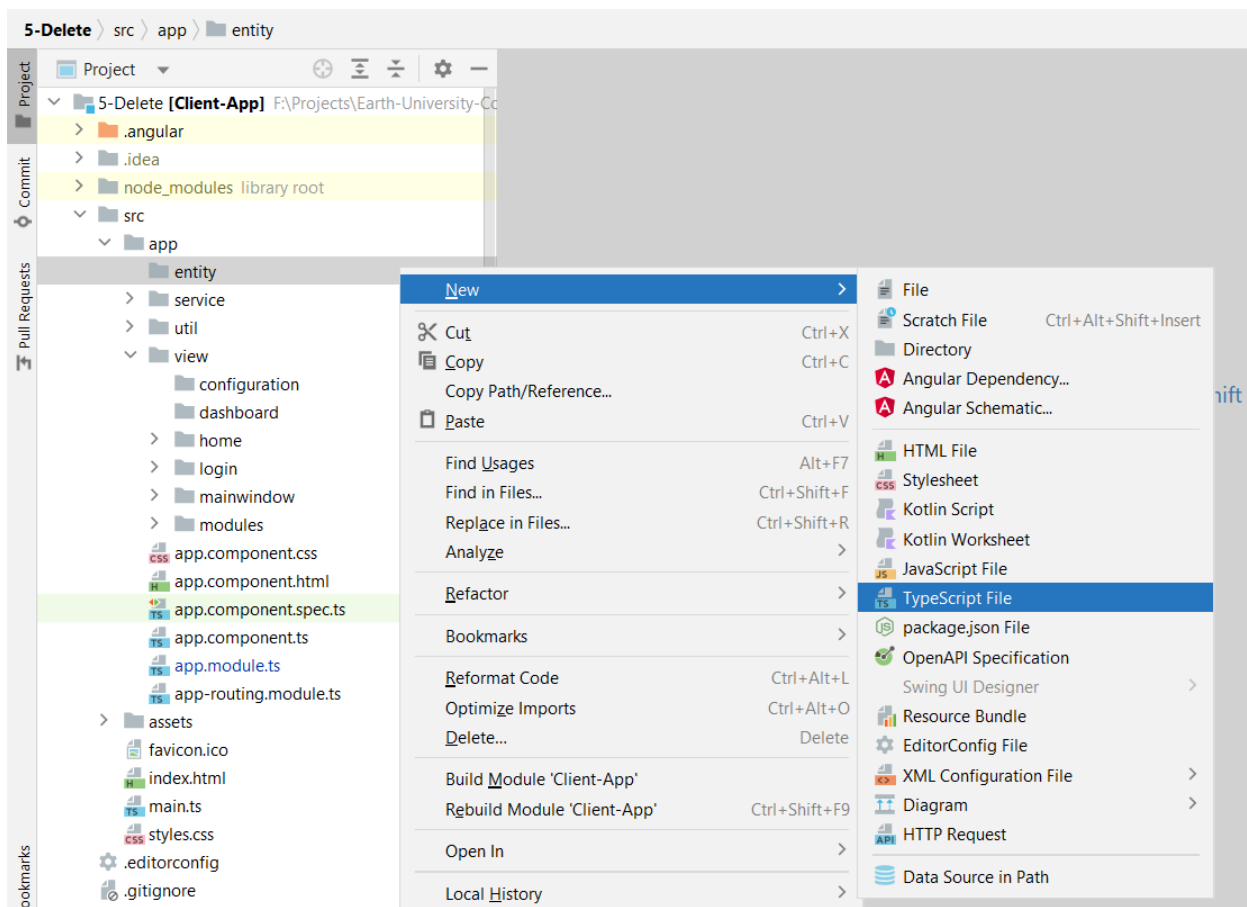 5-Delete 〉 src 〉 app 〉 entity
Project
Commit
Pull Requests
ookmarks
Project
5-Delete [Client-App] F:\Projects\Earth-University-Co
.angular
.idea
node_modules library root
src
app
entity
service
util
view
configuration
dashboard
home
login
mainwindow
modules
app.component.css
app.component.html
app.component.spec.ts
app.component.ts
app.module.ts
app-routing.module.ts
assets
favicon.ico
index.html
main.ts
styles.css
.editorconfig
.gitignore
New
Cut Ctrl+X
Copy Ctrl+C
Copy Path/Reference...
Paste Ctrl+V
Find Usages Alt+F7
Find in Files... Ctrl+Shift+F
Replace in Files... Ctrl+Shift+R
Analyze
Refactor
Bookmarks
Reformat Code Ctrl+Alt+L
Optimize Imports Ctrl+Alt+O
Delete... Delete
Build Module 'Client-App'
Rebuild Module 'Client-App' Ctrl+Shift+F9
Open In
Local History
File
Scratch File Ctrl+Alt+Shift+Insert
Directory
Angular Dependency...
Angular Schematic...
HTML File
Stylesheet
Kotlin Script
Kotlin Worksheet
JavaScript File
TypeScript File
package.json File
OpenAPI Specification
Swing UI Designer
Resource Bundle
EditorConfig File
XML Configuration File
Diagram
HTTP Request
Data Source in Path
hift